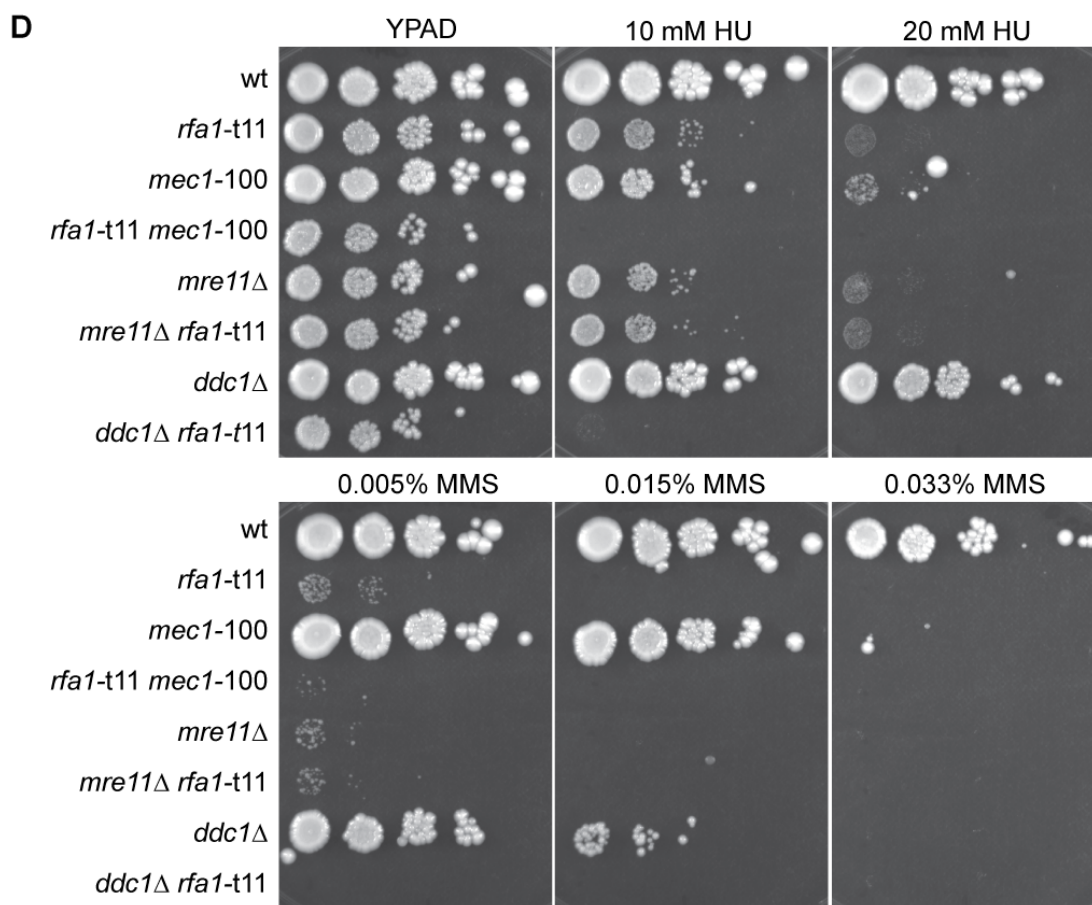 D
YPAD 10 mM HU 20 mM HU
wt
rfa1-t11
mec1-100
rfa1-t11 mec1-100
mre11Δ
mre11Δ rfa1-t11
ddc1Δ
ddc1Δ rfa1-t11
0.005% MMS 0.015% MMS 0.033% MMS
wt
rfa1-t11
mec1-100
rfa1-t11 mec1-100
mre11Δ
mre11Δ rfa1-t11
ddc1Δ
ddc1Δ rfa1-t11